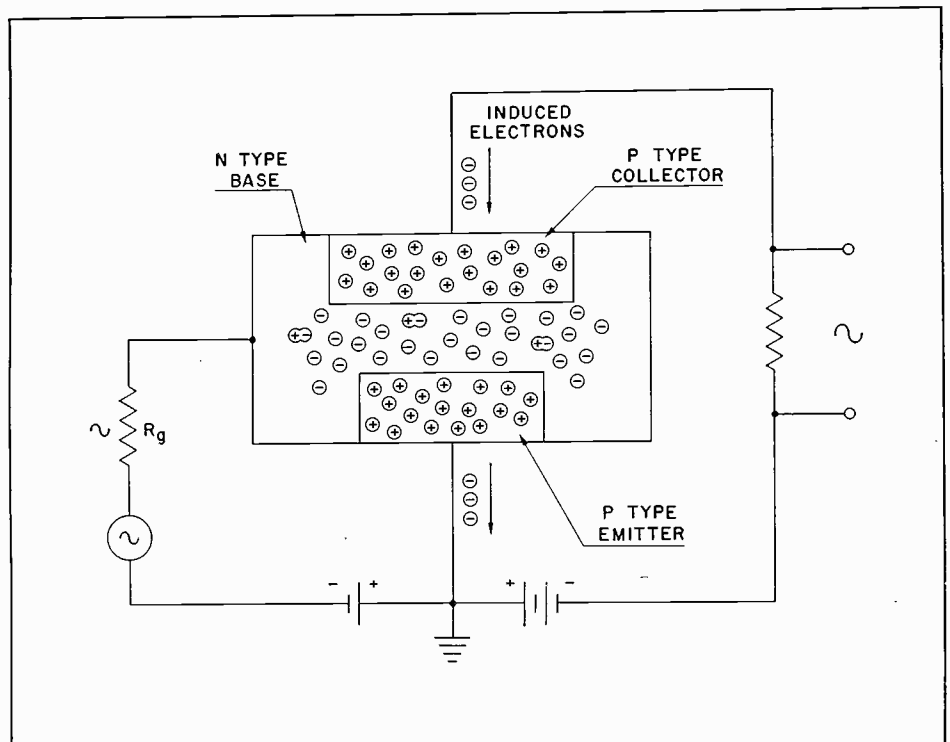 INDUCED
ELECTRONS
N TYPE
BASE
P TYPE
COLLECTOR
Rg
P TYPE
EMITTER
- +
+ -